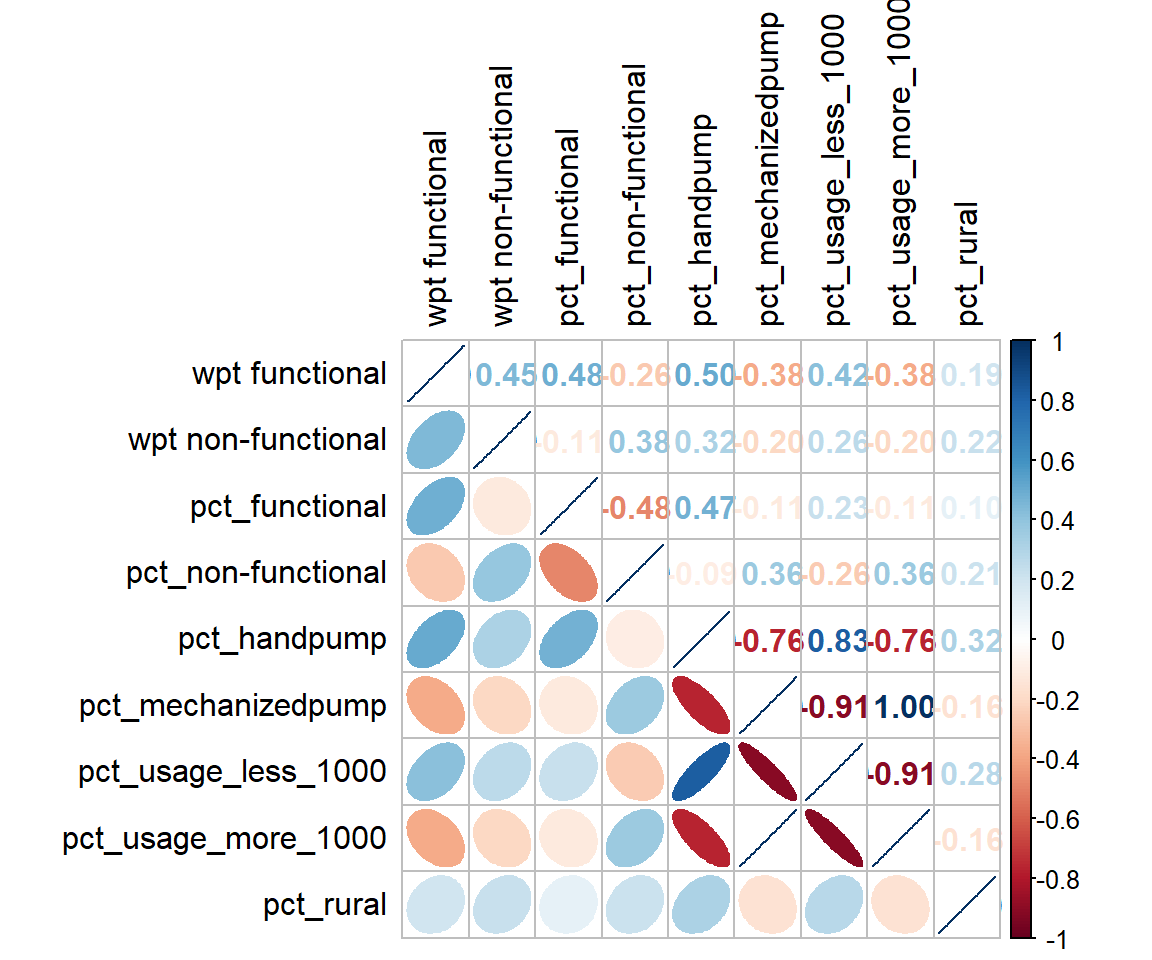 wpt functional
wpt non-functional
pct_functional
pct_non-functional
pct_handpump
pct_mechanizedpump
pct_usage_less_1000
pct_usage_more_1000
pct_rural
wpt functional 0.45 0.48 -0.26 0.50 -0.38 0.42 -0.38 0.19
wpt non-functional -0.11 0.38 0.32 -0.20 0.26 -0.20 0.22
pct_functional -0.48 0.47 -0.11 0.23 -0.11 0.10
pct_non-functional -0.09 0.36 -0.26 0.36 0.21
pct_handpump -0.76 0.83 -0.76 0.32
pct_mechanizedpump -0.91 1.00 -0.16
pct_usage_less_1000 -0.91 0.28
pct_usage_more_1000 -0.16
pct_rural
1
0.8
0.6
0.4
0.2
0
-0.2
-0.4
-0.6
-0.8
-1